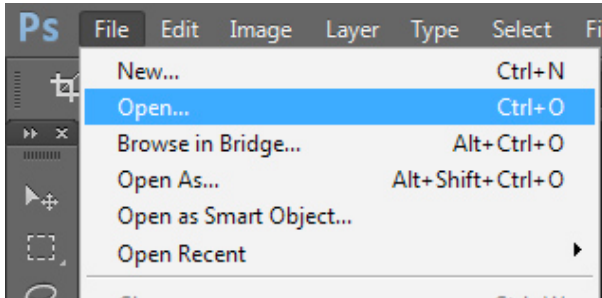 Ps File Edit Image Layer Type Select
New... Ctrl+N
Open... Ctrl+O
Browse in Bridge... Alt+Ctrl+O
Open As... Alt+Shift+Ctrl+O
Open as Smart Object...
Open Recent